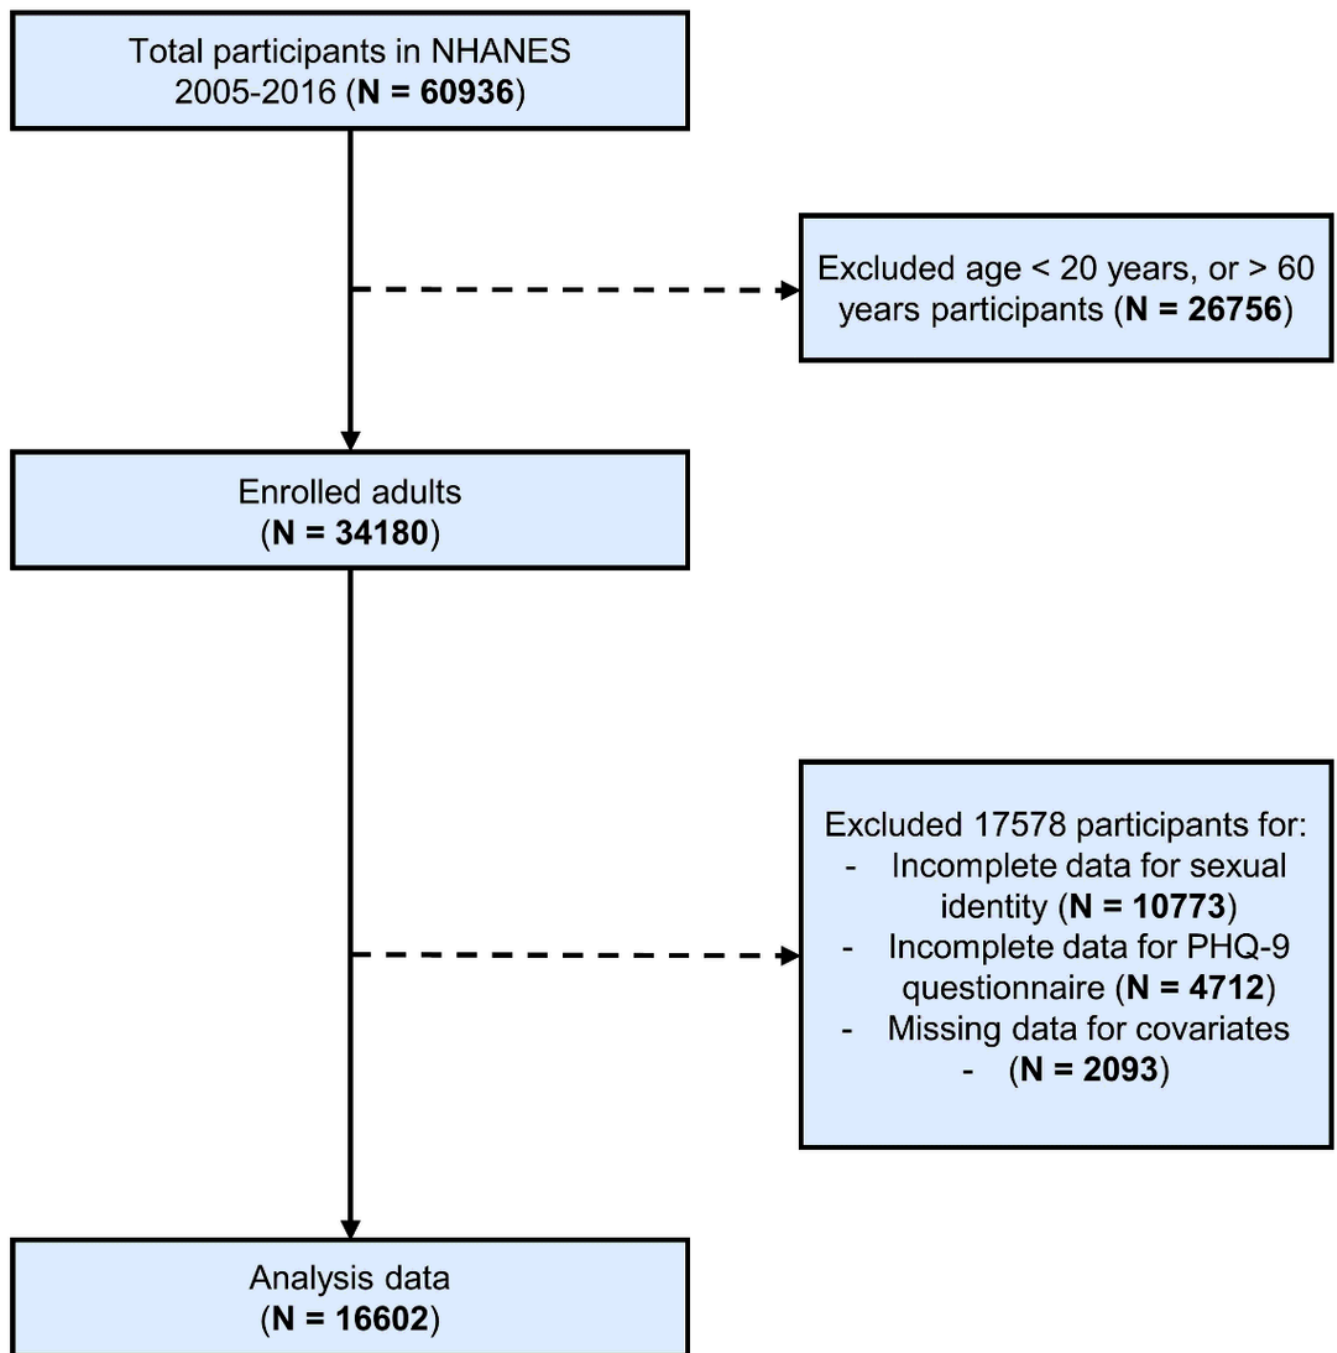 Total participants in NHANES
2005-2016 (N = 60936)
Excluded age < 20 years, or > 60
years participants (N = 26756)
Enrolled adults
(N = 34180)
Excluded 17578 participants for:
- Incomplete data for sexual
identity (N = 10773)
- Incomplete data for PHQ-9
questionnaire (N = 4712)
- Missing data for covariates
- (N = 2093)
Analysis data
(N = 16602)